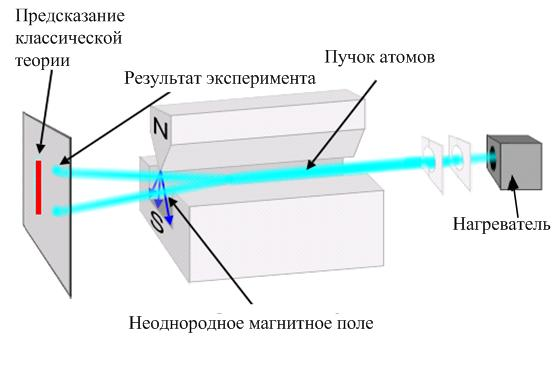 Предсказание
классической
теории
Результат эксперимента
Пучок атомов
N
S
Нагреватель
Неоднородное магнитное поле